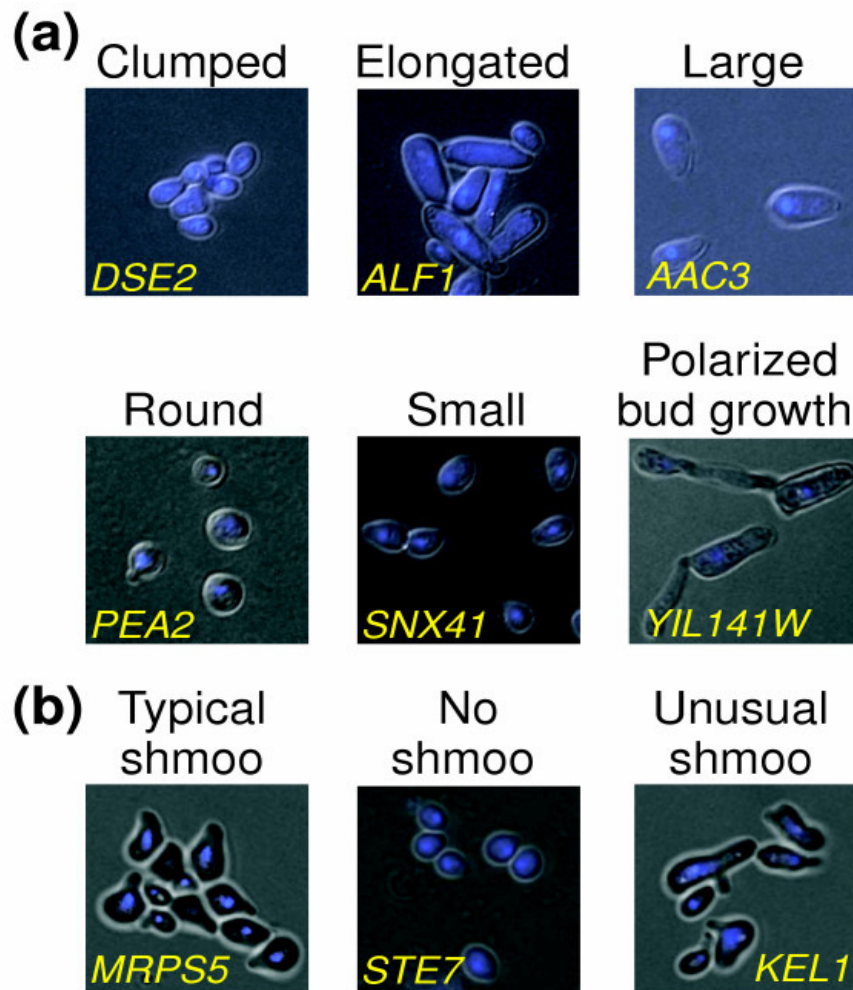 (a)
Clumped
Elongated
Large
DSE2
ALF1
AAC3
Round
Small
Polarized
bud growth
PEA2
SNX41
YIL141W
(b)
Typical
shmoo
No
shmoo
Unusual
shmoo
MRPS5
STE7
KEL1